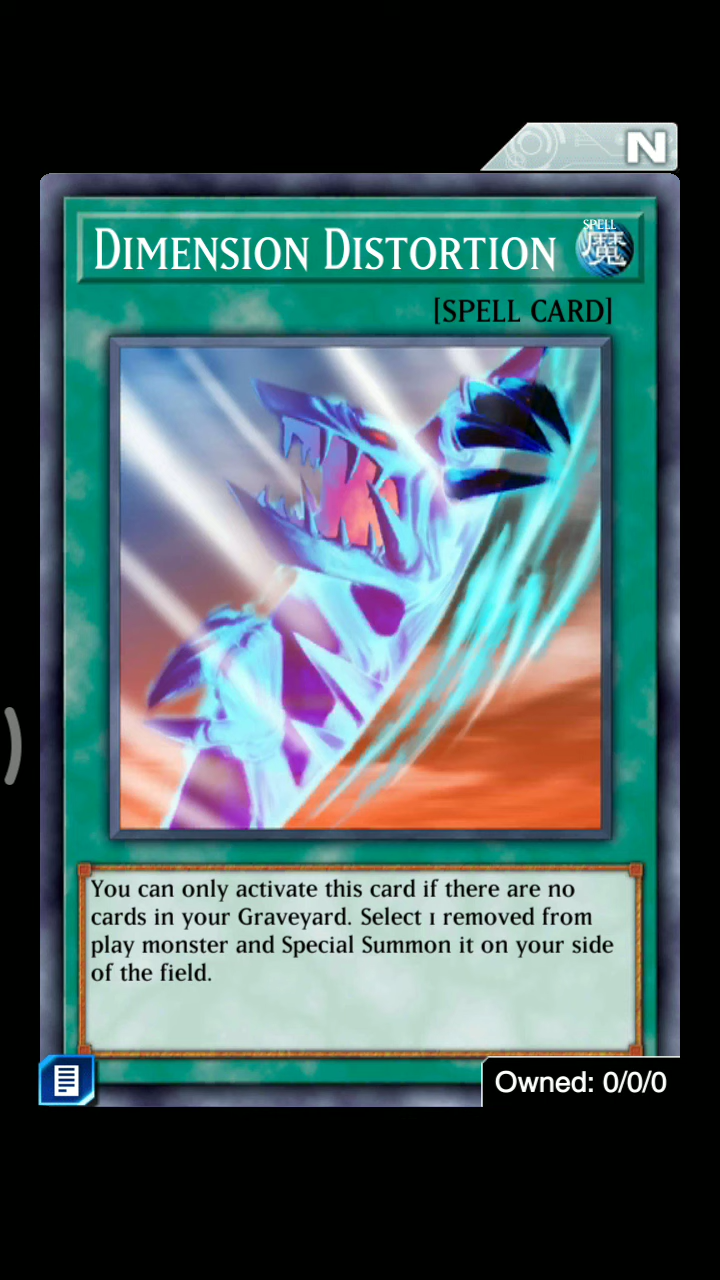 N
DIMENSION DISTORTION
SPELL
魔
[SPELL CARD]
You can only activate this card if there are no
cards in your Graveyard. Select 1 removed from
play monster and Special Summon it on your side
of the field.
Owned: 0/0/0